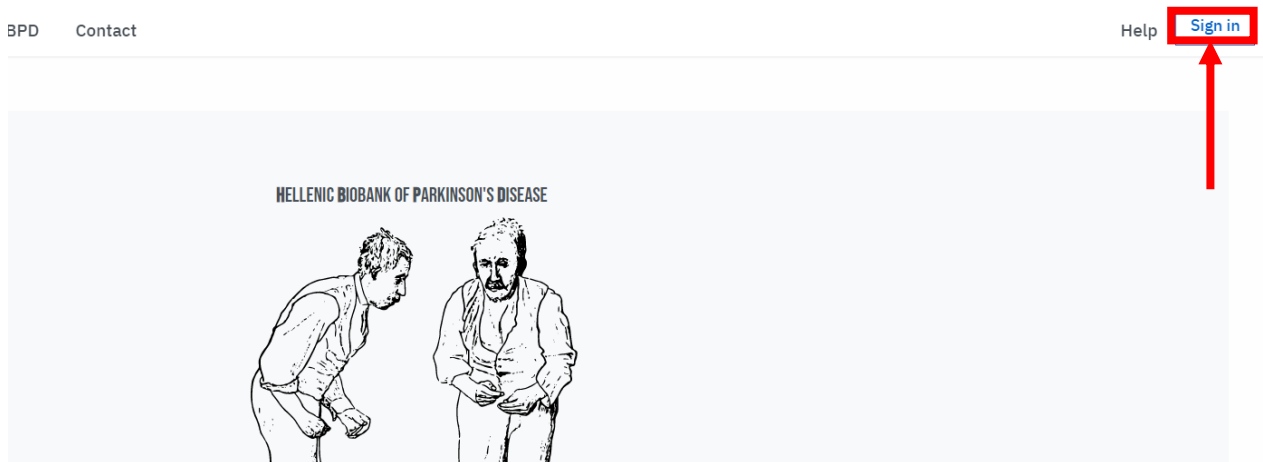 BPD Contact Help Sign in
HELLENIC BIOBANK OF PARKINSON'S DISEASE